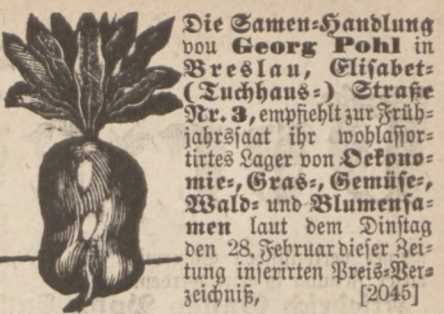 Die Samen-Handlung
von Georg Pohl in
Breslau, Elisabet-
(Tuchhaus-) Straße
Nr. 3, empfiehlt zur Früh-
jahrssaat ihr wohlassor-
tirtes Lager von Oekono-
mie-, Gras-, Gemüse-,
Wald- und Blumensa-
men laut dem Dinstag
den 28. Februar dieser Zei-
tung inserirten Preis-Ver-
zeichniß, [2045]